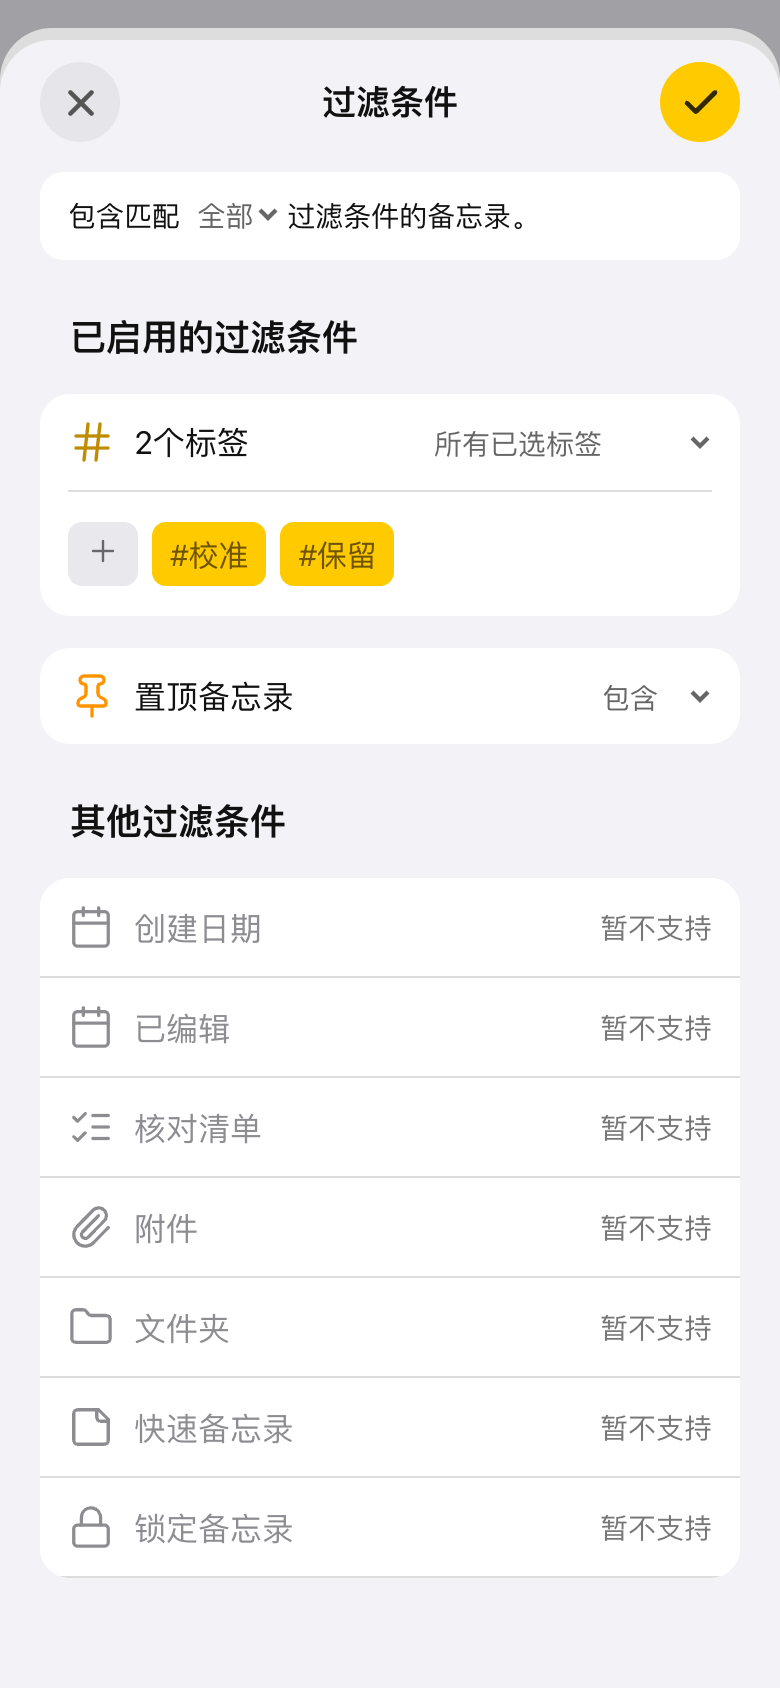 过滤条件
包含匹配 全部 过滤条件的备忘录。
已启用的过滤条件
2个标签 所有已选标签
+ #校准 #保留
置顶备忘录 包含
其他过滤条件
创建日期 暂不支持
已编辑 暂不支持
核对清单 暂不支持
附件 暂不支持
文件夹 暂不支持
快速备忘录 暂不支持
锁定备忘录 暂不支持